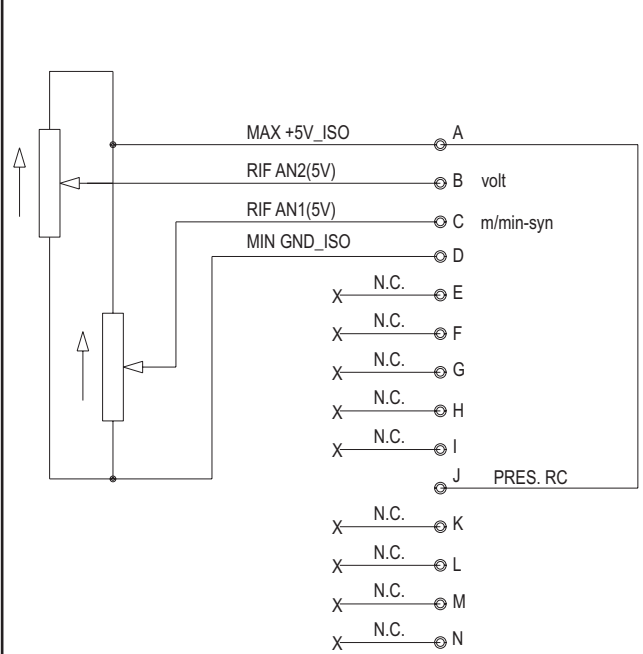 MAX +5V_ISO A
RIF AN2(5V) B volt
RIF AN1(5V) C m/min-syn
MIN GND_ISO D
X N.C. E
X N.C. F
X N.C. G
X N.C. H
X N.C. I
J PRES. RC
X N.C. K
X N.C. L
X N.C. M
X N.C. N